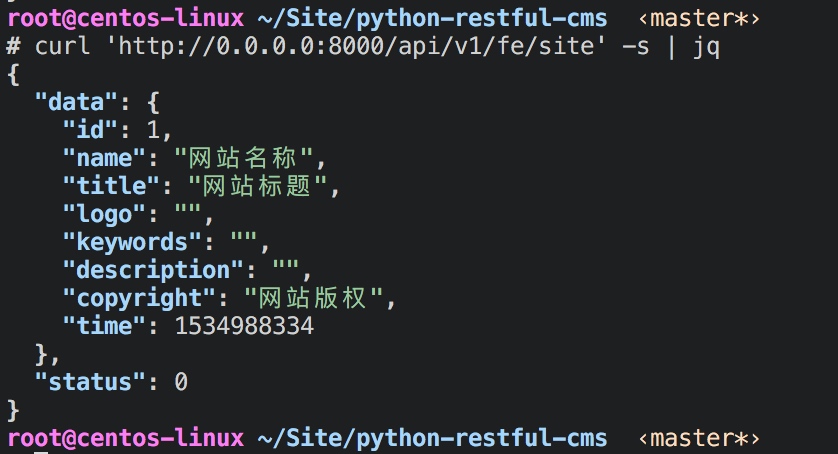 root@centos-linux ~/Site/python-restful-cms ‹master*›
# curl 'http://0.0.0.0:8000/api/v1/fe/site' -s | jq
{
  "data": {
    "id": 1,
    "name": "网站名称",
    "title": "网站标题",
    "logo": "",
    "keywords": "",
    "description": "",
    "copyright": "网站版权",
    "time": 1534988334
  },
  "status": 0
}
root@centos-linux ~/Site/python-restful-cms ‹master*›